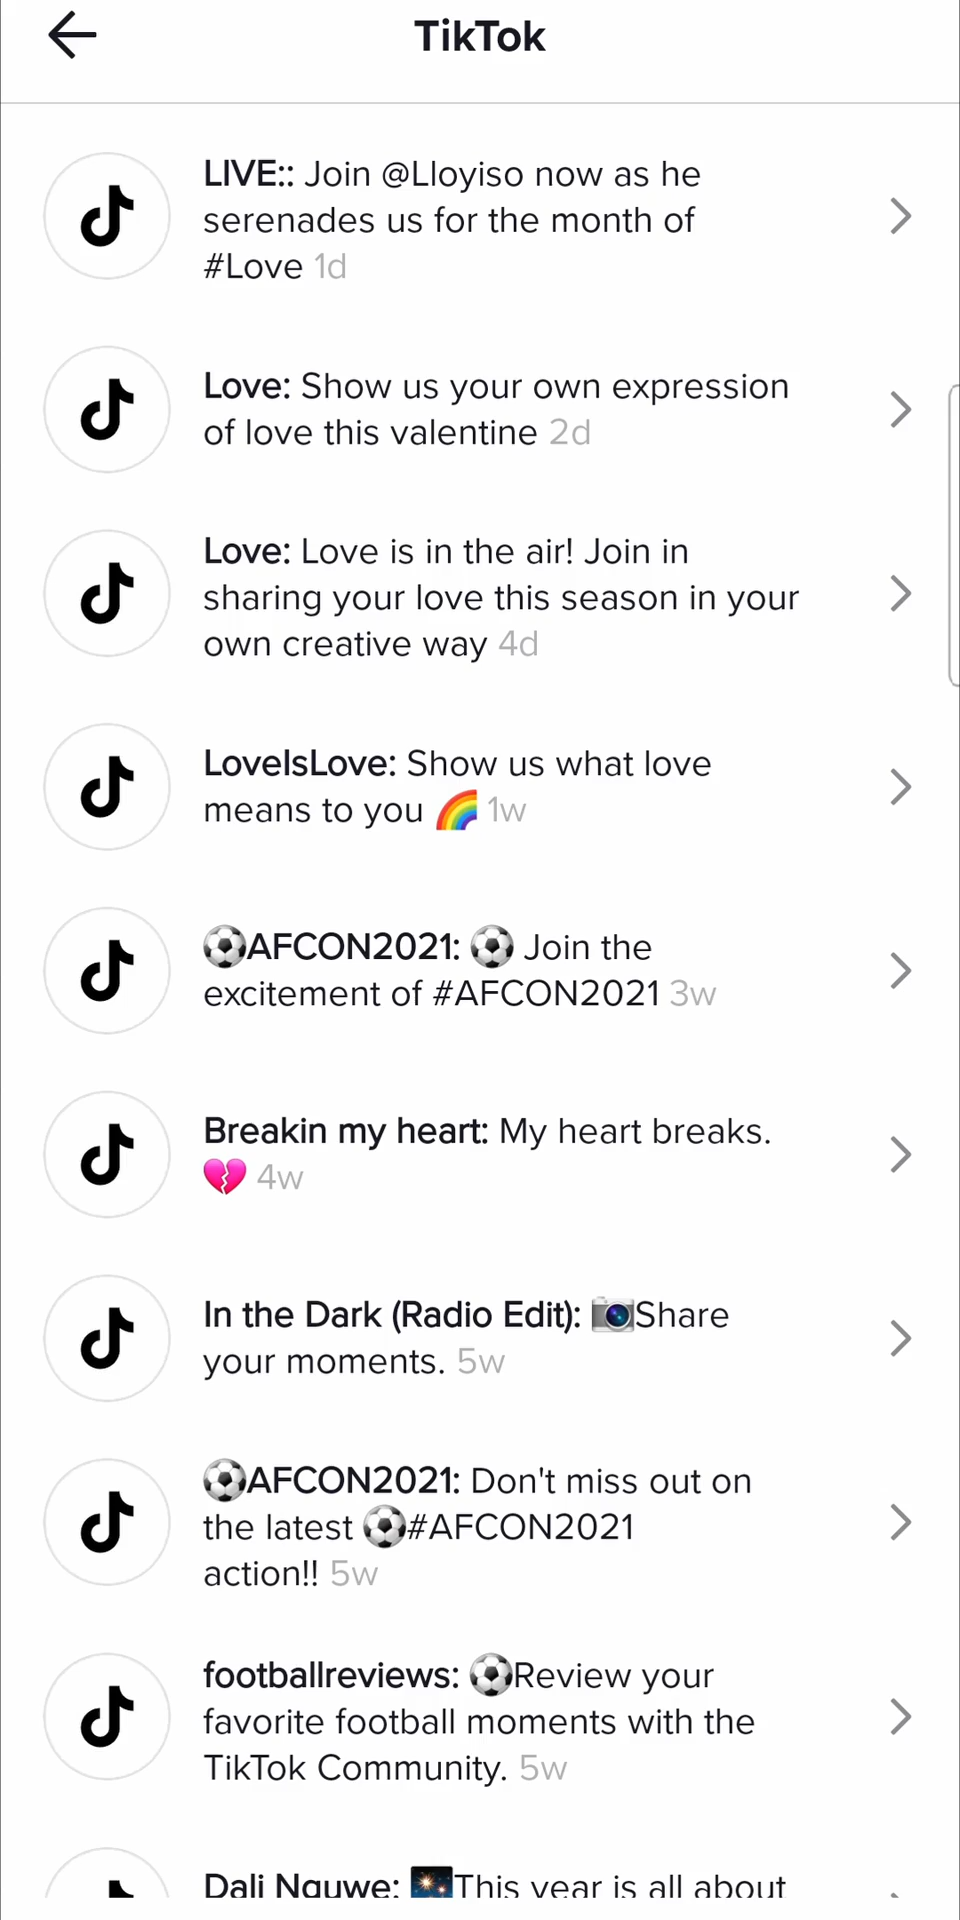 TikTok
LIVE:: Join @Lloyiso now as he
serenades us for the month of
#Love 1d
Love: Show us your own expression
of love this valentine 2d
Love: Love is in the air! Join in
sharing your love this season in your
own creative way 4d
LoveIsLove: Show us what love
means to you 🌈 1w
⚽AFCON2021: ⚽ Join the
excitement of #AFCON2021 3w
Breakin my heart: My heart breaks.
💔 4w
In the Dark (Radio Edit): 📷Share
your moments. 5w
⚽AFCON2021: Don't miss out on
the latest ⚽#AFCON2021
action!! 5w
footballreviews: ⚽Review your
favorite football moments with the
TikTok Community. 5w
Dali Nguwe: 🎇This year is all about